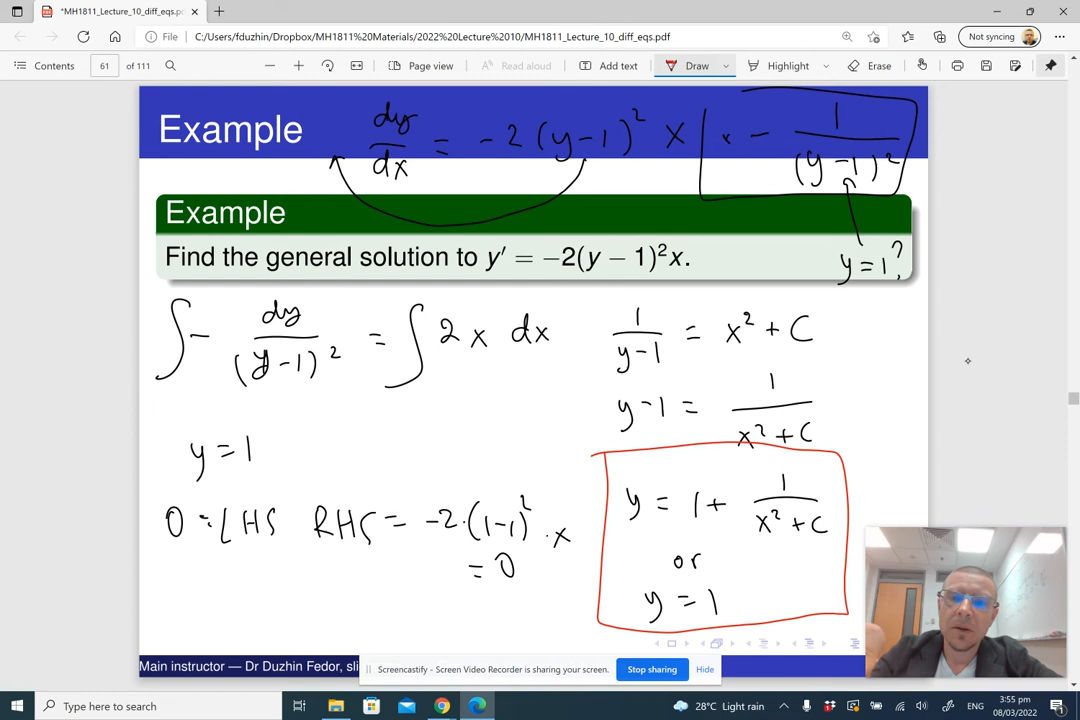 *MH1811_Lecture_10_diff_eqs.pdf
File C:/Users/fduzhin/Dropbox/MH1811%20Materials/2022%20Lecture%2010/MH1811_Lecture_10_diff_eqs.pdf
Not syncing
Contents 61 of 111 Page view Read aloud Add text Draw Highlight Erase
Example dy/dx = -2(y-1)² x
x - 1/(y-1)²
Example
Find the general solution to y′ = −2(y − 1)²x.
y = 1?
∫ - dy/(y-1)² = ∫ 2x dx
1/(y-1) = x² + C
y-1 = 1/(x² + C)
y = 1
0 = LHS RHS = -2·(1-1)²·x
= 0
y = 1 + 1/(x² + C)
or
y = 1
Main instructor — Dr Duzhin Fedor, sli
Screencastify - Screen Video Recorder is sharing your screen. Stop sharing Hide
Type here to search
28°C Light rain
ENG
3:55 pm
08/03/2022